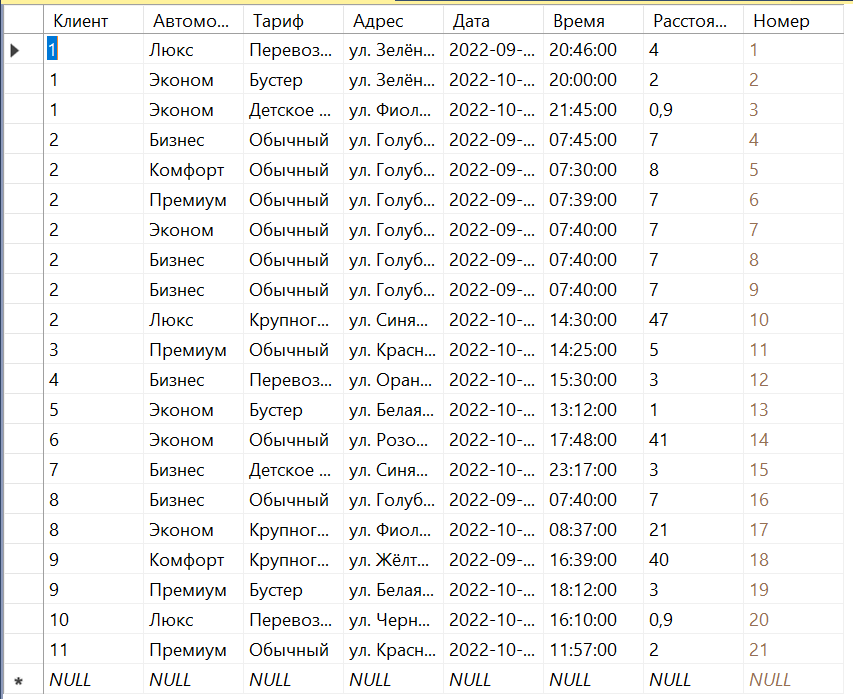 Клиент Автомо... Тариф Адрес Дата Время Расстоя... Номер
1 Люкс Перевоз... ул. Зелён... 2022-09-... 20:46:00 4 1
1 Эконом Бустер ул. Зелён... 2022-10-... 20:00:00 2 2
1 Эконом Детское ... ул. Фиол... 2022-10-... 21:45:00 0,9 3
2 Бизнес Обычный ул. Голуб... 2022-09-... 07:45:00 7 4
2 Комфорт Обычный ул. Голуб... 2022-09-... 07:30:00 8 5
2 Премиум Обычный ул. Голуб... 2022-09-... 07:39:00 7 6
2 Эконом Обычный ул. Голуб... 2022-09-... 07:40:00 7 7
2 Бизнес Обычный ул. Голуб... 2022-09-... 07:40:00 7 8
2 Бизнес Обычный ул. Голуб... 2022-09-... 07:40:00 7 9
2 Люкс Крупног... ул. Синя... 2022-10-... 14:30:00 47 10
3 Премиум Обычный ул. Красн... 2022-10-... 14:25:00 5 11
4 Бизнес Перевоз... ул. Оран... 2022-10-... 15:30:00 3 12
5 Эконом Бустер ул. Белая... 2022-10-... 13:12:00 1 13
6 Эконом Обычный ул. Розо... 2022-10-... 17:48:00 41 14
7 Бизнес Детское ... ул. Синя... 2022-10-... 23:17:00 3 15
8 Бизнес Обычный ул. Голуб... 2022-09-... 07:40:00 7 16
8 Эконом Крупног... ул. Фиол... 2022-10-... 08:37:00 21 17
9 Комфорт Крупног... ул. Жёлт... 2022-09-... 16:39:00 40 18
9 Премиум Бустер ул. Белая... 2022-10-... 18:12:00 3 19
10 Люкс Перевоз... ул. Черн... 2022-10-... 16:10:00 0,9 20
11 Премиум Обычный ул. Красн... 2022-10-... 11:57:00 2 21
NULL NULL NULL NULL NULL NULL NULL NULL